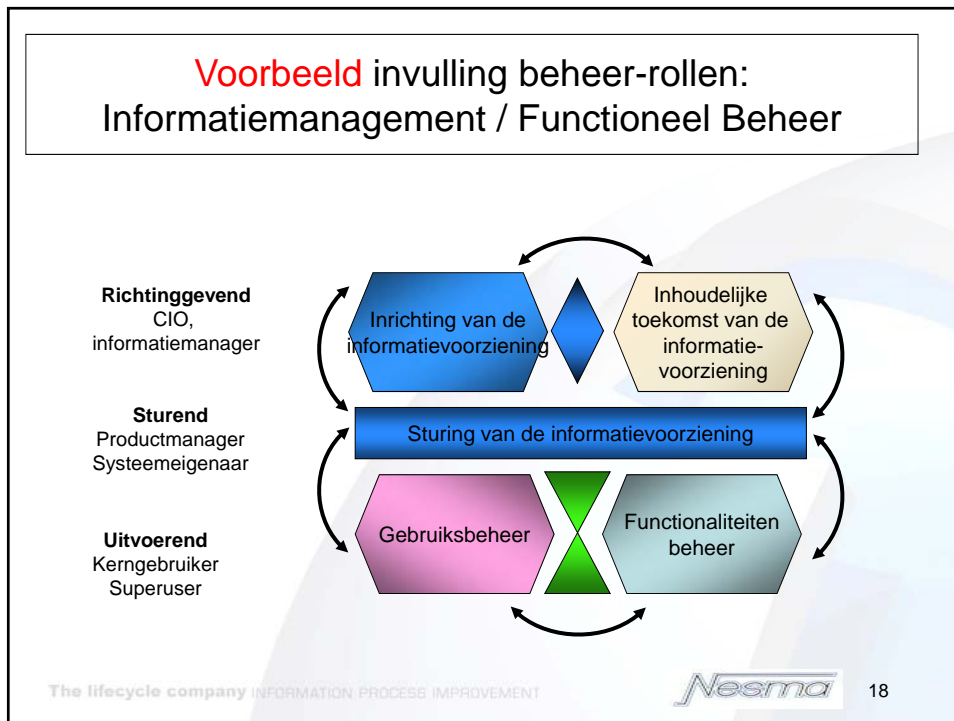 Voorbeeld invulling beheer-rollen:
Informatiemanagement / Functioneel Beheer
Richtinggevend
CIO,
informatiemanager
Inrichting van de
informatievoorziening
Inhoudelijke
toekomst van de
informatie-
voorziening
Sturend
Productmanager
Systeemeigenaar
Sturing van de informatievoorziening
Uitvoerend
Kerngebruiker
Superuser
Gebruiksbeheer
Functionaliteiten
beheer
The lifecycle company INFORMATION PROCESS IMPROVEMENT
Nesma
18